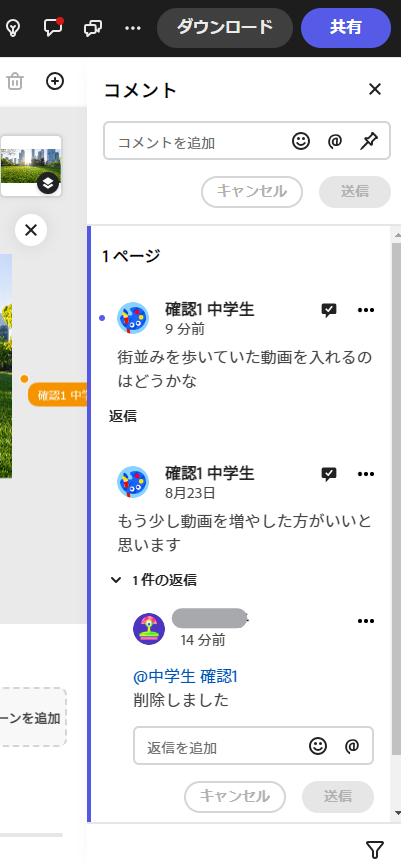 ダウンロード
共有
コメント
コメントを追加
キャンセル
送信
1 ページ
確認1 中学生
9 分前
街並みを歩いていた動画を入れるの
はどうかな
確認1 中
返信
確認1 中学生
8月23日
もう少し動画を増やした方がいいと
思います
1 件の返信
14 分前
@中学生 確認1
削除しました
ーンを追加
返信を追加
キャンセル
送信